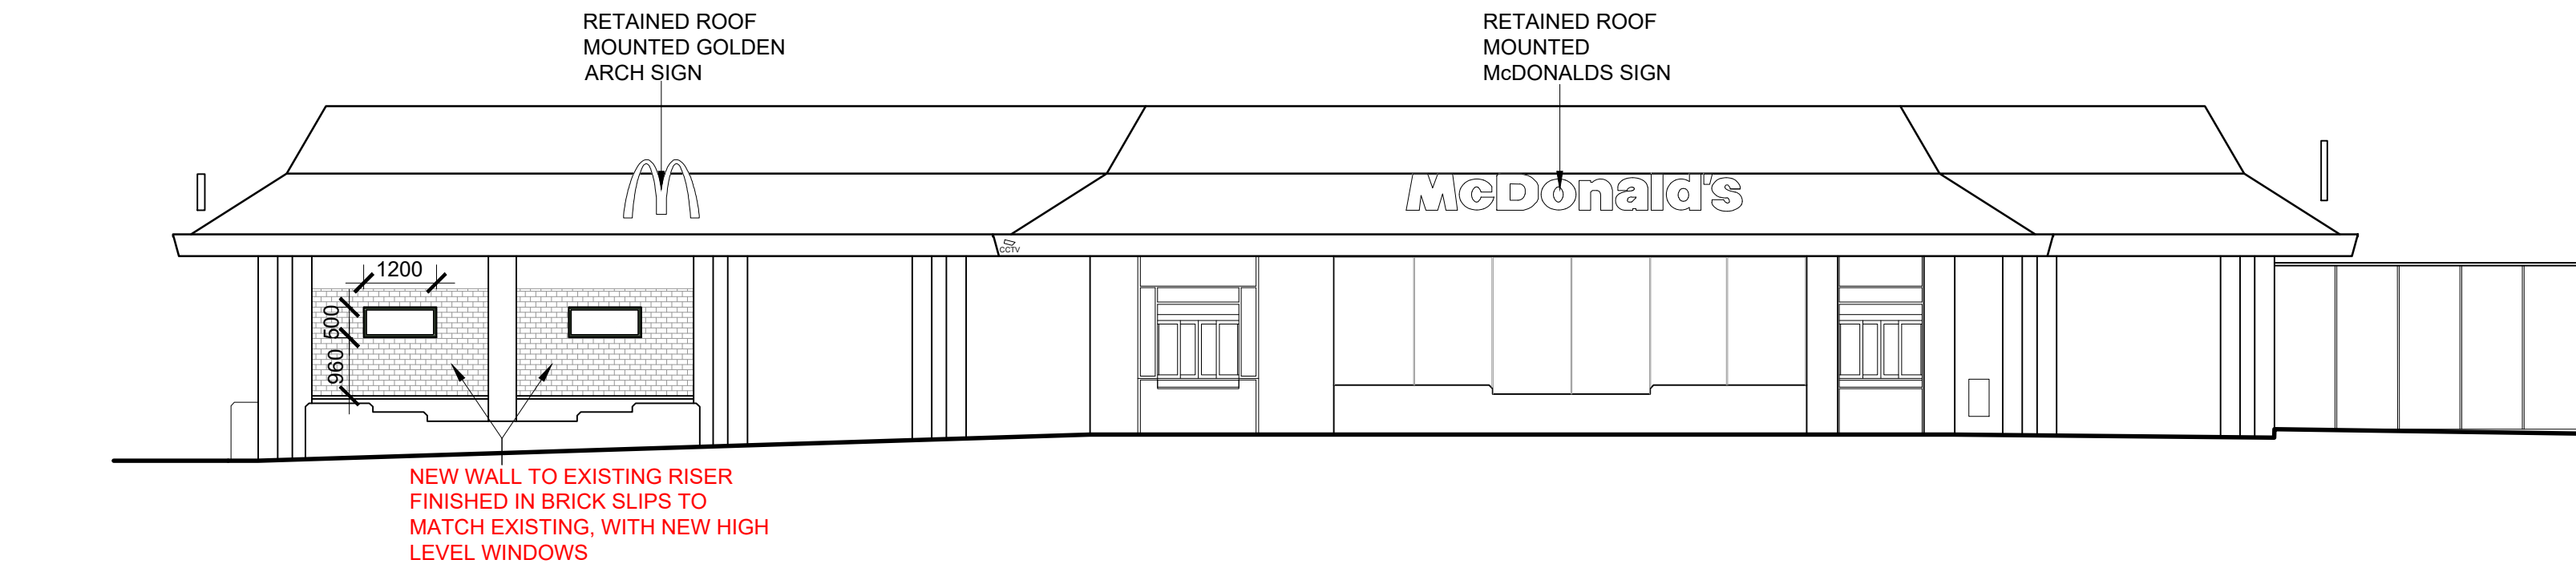 RETAINED ROOF
MOUNTED GOLDEN
ARCH SIGN
RETAINED ROOF
MOUNTED
McDONALDS SIGN
McDonald's
CCTV
1200
500
960
NEW WALL TO EXISTING RISER
FINISHED IN BRICK SLIPS TO
MATCH EXISTING, WITH NEW HIGH
LEVEL WINDOWS